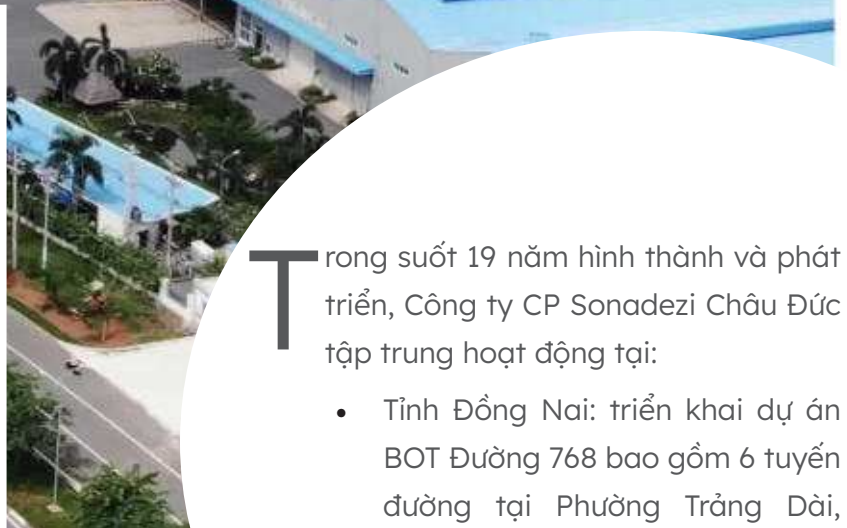 Trong suốt 19 năm hình thành và phát
triển, Công ty CP Sonadezi Châu Đức
tập trung hoạt động tại:
• Tỉnh Đồng Nai: triển khai dự án
BOT Đường 768 bao gồm 6 tuyến
đường tại Phường Trảng Dài,